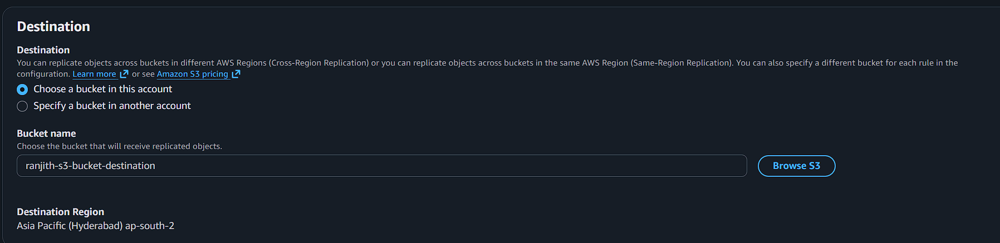 Destination
Destination
You can replicate objects across buckets in different AWS Regions (Cross-Region Replication) or you can replicate objects across buckets in the same AWS Region (Same-Region Replication). You can also specify a different bucket for each rule in the
configuration. Learn more or see Amazon S3 pricing
Choose a bucket in this account
Specify a bucket in another account
Bucket name
Choose the bucket that will receive replicated objects.
ranjith-s3-bucket-destination
Browse S3
Destination Region
Asia Pacific (Hyderabad) ap-south-2